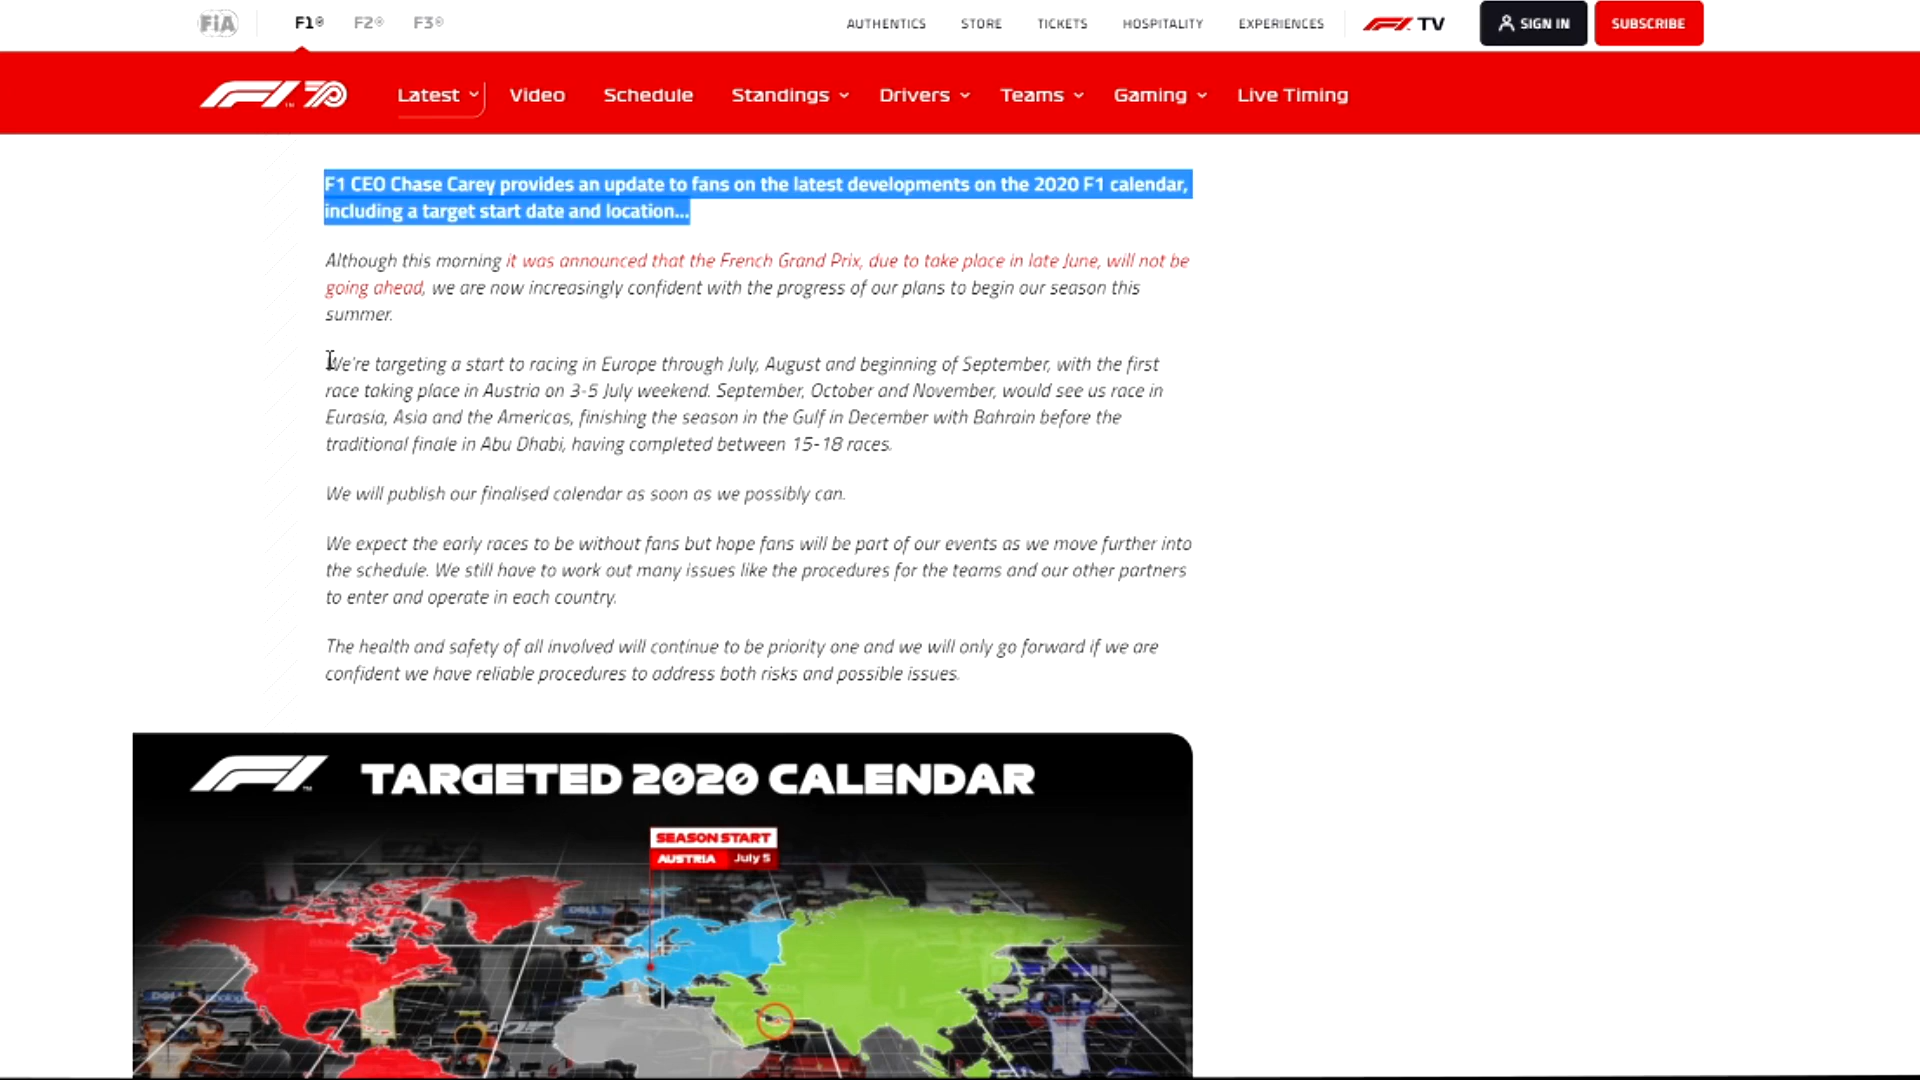 FIA F1® F2® F3® AUTHENTICS STORE TICKETS HOSPITALITY EXPERIENCES F1 TV SIGN IN SUBSCRIBE
F1 70 Latest Video Schedule Standings Drivers Teams Gaming Live Timing
F1 CEO Chase Carey provides an update to fans on the latest developments on the 2020 F1 calendar,
including a target start date and location...
Although this morning it was announced that the French Grand Prix, due to take place in late June, will not be
going ahead, we are now increasingly confident with the progress of our plans to begin our season this
summer.
We're targeting a start to racing in Europe through July, August and beginning of September, with the first
race taking place in Austria on 3-5 July weekend. September, October and November, would see us race in
Eurasia, Asia and the Americas, finishing the season in the Gulf in December with Bahrain before the
traditional finale in Abu Dhabi, having completed between 15-18 races.
We will publish our finalised calendar as soon as we possibly can.
We expect the early races to be without fans but hope fans will be part of our events as we move further into
the schedule. We still have to work out many issues like the procedures for the teams and our other partners
to enter and operate in each country.
The health and safety of all involved will continue to be priority one and we will only go forward if we are
confident we have reliable procedures to address both risks and possible issues.
F1 TARGETED 2020 CALENDAR
SEASON START
AUSTRIA July 5